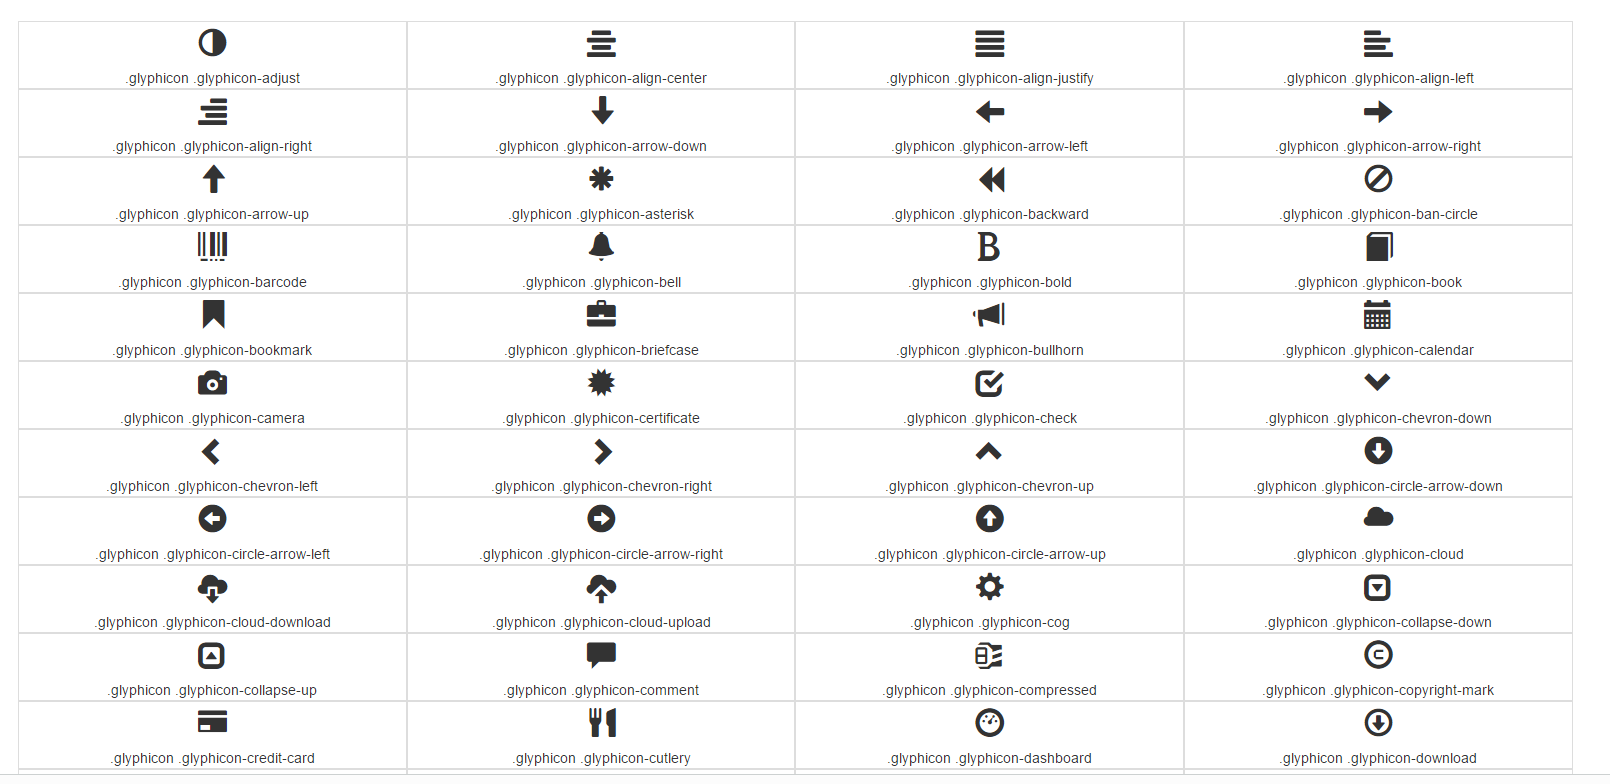 .glyphicon .glyphicon-adjust
.glyphicon .glyphicon-align-center
.glyphicon .glyphicon-align-justify
.glyphicon .glyphicon-align-left
.glyphicon .glyphicon-align-right
.glyphicon .glyphicon-arrow-down
.glyphicon .glyphicon-arrow-left
.glyphicon .glyphicon-arrow-right
.glyphicon .glyphicon-arrow-up
.glyphicon .glyphicon-asterisk
.glyphicon .glyphicon-backward
.glyphicon .glyphicon-ban-circle
.glyphicon .glyphicon-barcode
.glyphicon .glyphicon-bell
.glyphicon .glyphicon-bold
.glyphicon .glyphicon-book
.glyphicon .glyphicon-bookmark
.glyphicon .glyphicon-briefcase
.glyphicon .glyphicon-bullhorn
.glyphicon .glyphicon-calendar
.glyphicon .glyphicon-camera
.glyphicon .glyphicon-certificate
.glyphicon .glyphicon-check
.glyphicon .glyphicon-chevron-down
.glyphicon .glyphicon-chevron-left
.glyphicon .glyphicon-chevron-right
.glyphicon .glyphicon-chevron-up
.glyphicon .glyphicon-circle-arrow-down
.glyphicon .glyphicon-circle-arrow-left
.glyphicon .glyphicon-circle-arrow-right
.glyphicon .glyphicon-circle-arrow-up
.glyphicon .glyphicon-cloud
.glyphicon .glyphicon-cloud-download
.glyphicon .glyphicon-cloud-upload
.glyphicon .glyphicon-cog
.glyphicon .glyphicon-collapse-down
.glyphicon .glyphicon-collapse-up
.glyphicon .glyphicon-comment
.glyphicon .glyphicon-compressed
.glyphicon .glyphicon-copyright-mark
.glyphicon .glyphicon-credit-card
.glyphicon .glyphicon-cutlery
.glyphicon .glyphicon-dashboard
.glyphicon .glyphicon-download